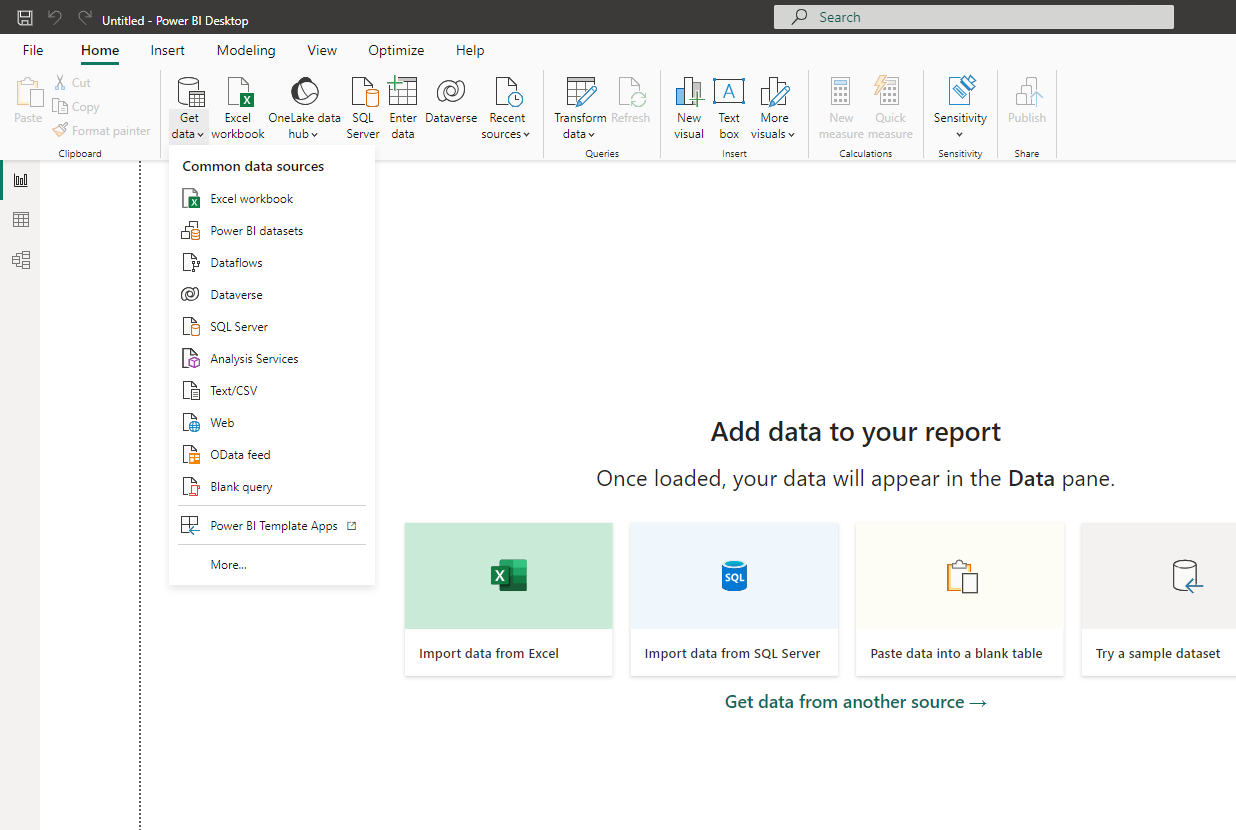 Untitled - Power BI Desktop
Search
File Home Insert Modeling View Optimize Help
Paste
Cut
Copy
Format painter
Clipboard
Get data
Excel workbook
OneLake data hub
SQL Server
Enter data
Dataverse
Recent sources
Transform data
Refresh
Queries
New visual
Text box
More visuals
Insert
New measure
Quick measure
Calculations
Sensitivity
Sensitivity
Publish
Share
Common data sources
Excel workbook
Power BI datasets
Dataflows
Dataverse
SQL Server
Analysis Services
Text/CSV
Web
OData feed
Blank query
Power BI Template Apps
More...
Add data to your report
Once loaded, your data will appear in the Data pane.
SQL
Import data from Excel
Import data from SQL Server
Paste data into a blank table
Try a sample dataset
Get data from another source →